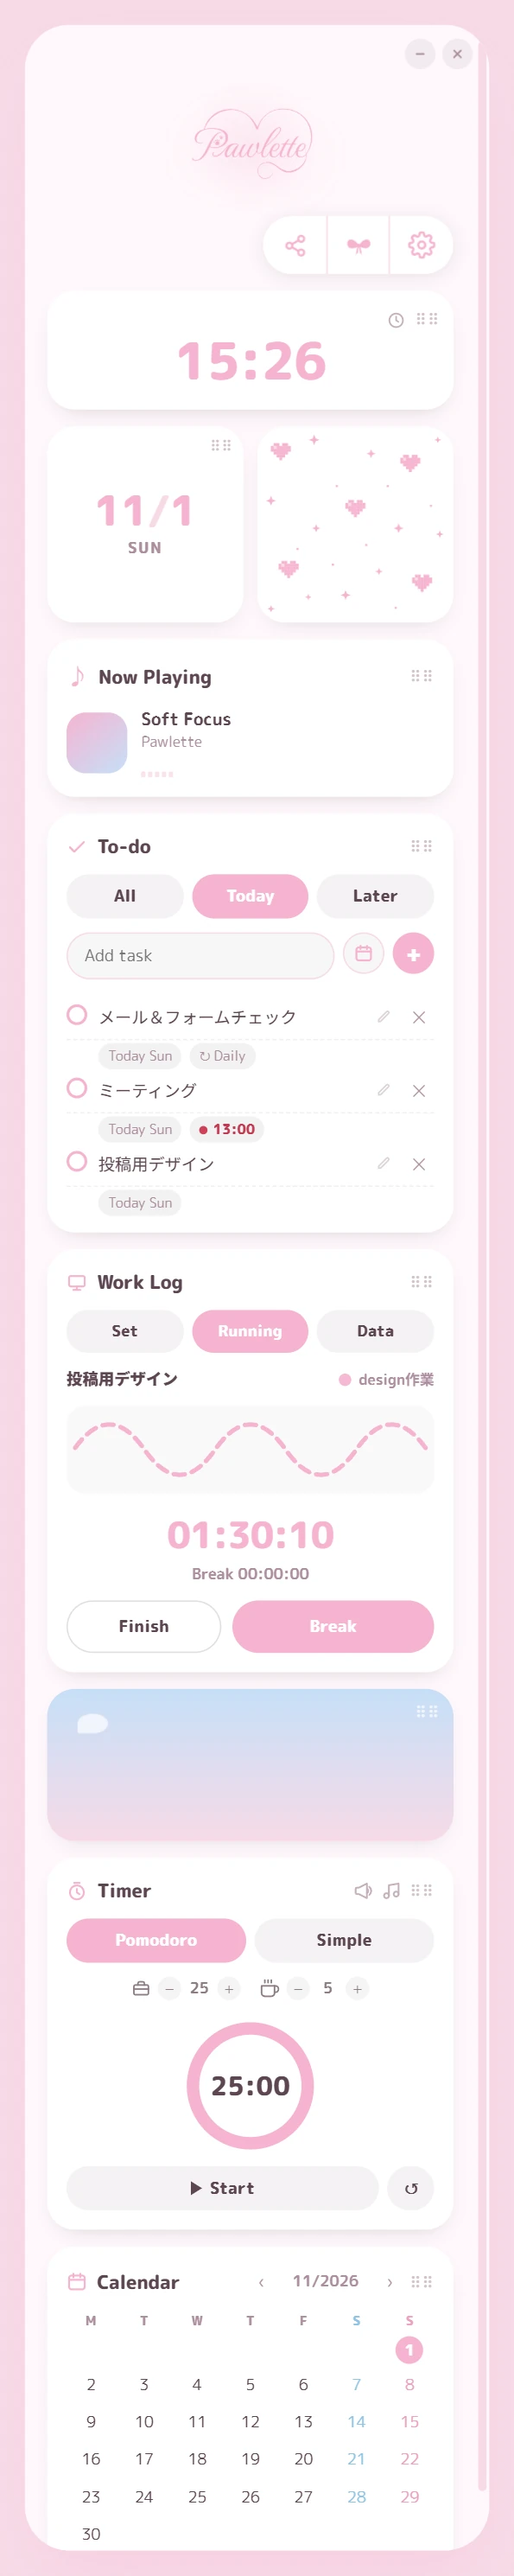 Pawlette
15:26
11/1
SUN
Now Playing
Soft Focus
Pawlette
To-do
All Today Later
Add task
メール＆フォームチェック
Today Sun ↻ Daily
ミーティング
Today Sun 13:00
投稿用デザイン
Today Sun
Work Log
Set Running Data
投稿用デザイン design作業
01:30:10
Break 00:00:00
Finish Break
Timer
Pomodoro Simple
− 25 + − 5 +
25:00
Start ↺
Calendar ‹ 11/2026 ›
M T W T F S S
1
2 3 4 5 6 7 8
9 10 11 12 13 14 15
16 17 18 19 20 21 22
23 24 25 26 27 28 29
30